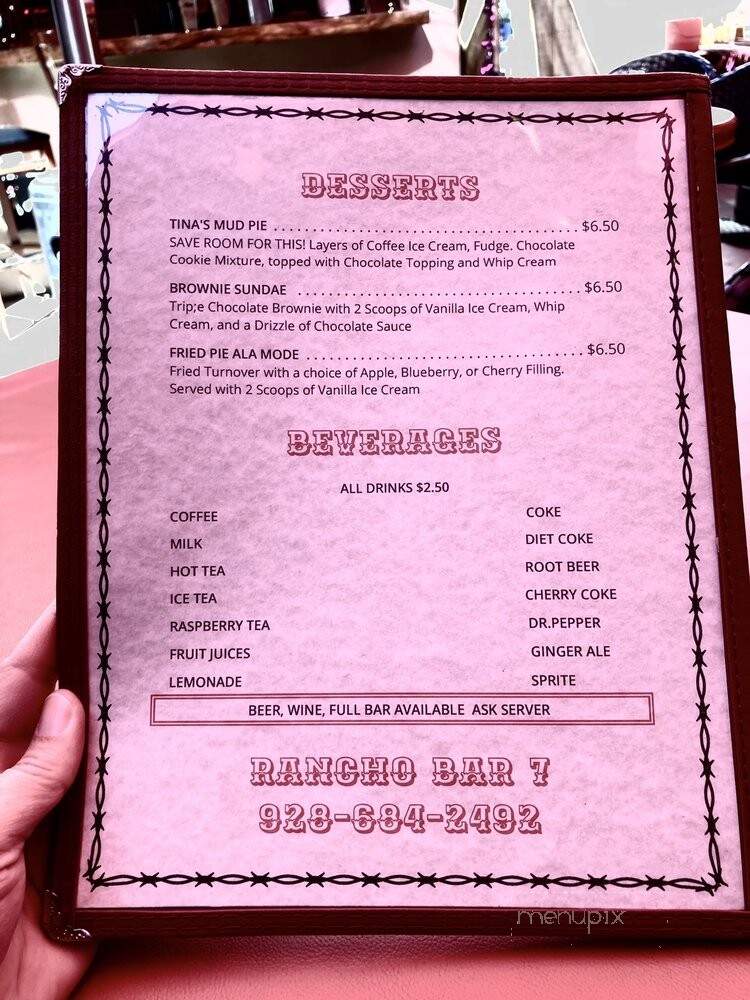 DESSERTS
TINA'S MUD PIE ........................................ $6.50
SAVE ROOM FOR THIS! Layers of Coffee Ice Cream, Fudge. Chocolate
Cookie Mixture, topped with Chocolate Topping and Whip Cream
BROWNIE SUNDAE ..................................... $6.50
Trip;e Chocolate Brownie with 2 Scoops of Vanilla Ice Cream, Whip
Cream, and a Drizzle of Chocolate Sauce
FRIED PIE ALA MODE .................................... $6.50
Fried Turnover with a choice of Apple, Blueberry, or Cherry Filling.
Served with 2 Scoops of Vanilla Ice Cream
BEVERAGES
ALL DRINKS $2.50
COFFEE COKE
MILK DIET COKE
HOT TEA ROOT BEER
ICE TEA CHERRY COKE
RASPBERRY TEA DR.PEPPER
FRUIT JUICES GINGER ALE
LEMONADE SPRITE
BEER, WINE, FULL BAR AVAILABLE ASK SERVER
RANCHO BAR 7
928-684-2492
menupix